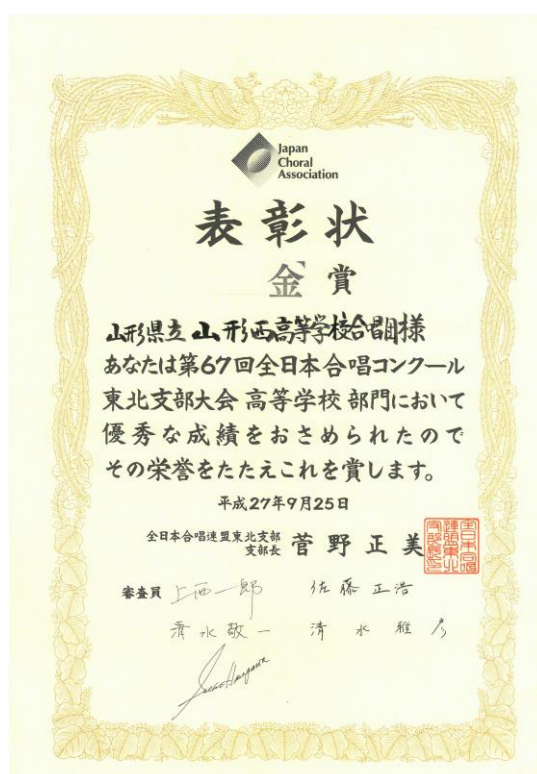 Japan
Choral
Association
表彰状
金賞
山形県立山形西高等学校合唱団様
あなたは第67回全日本合唱コンクール
東北支部大会 高等学校 部門において
優秀な成績をおさめられたので
その栄誉をたたえこれを賞します。
平成27年9月25日
全日本合唱連盟東北支部
支部長 菅野正美
審査員 上西一郎 佐藤正浩
清水敬一 清水雅彦